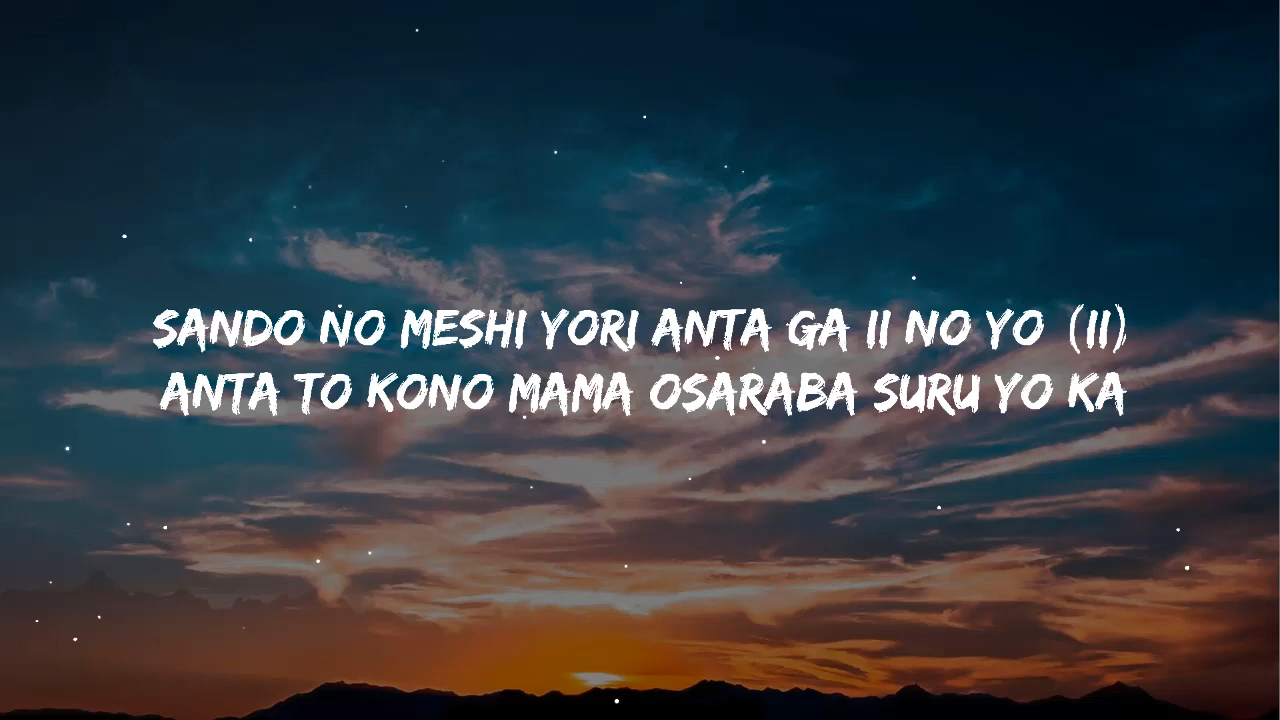 SANDO NO MESHI YORI ANTA GA II NO YO (II)
ANTA TO KONO MAMA OSARABA SURU YO KA